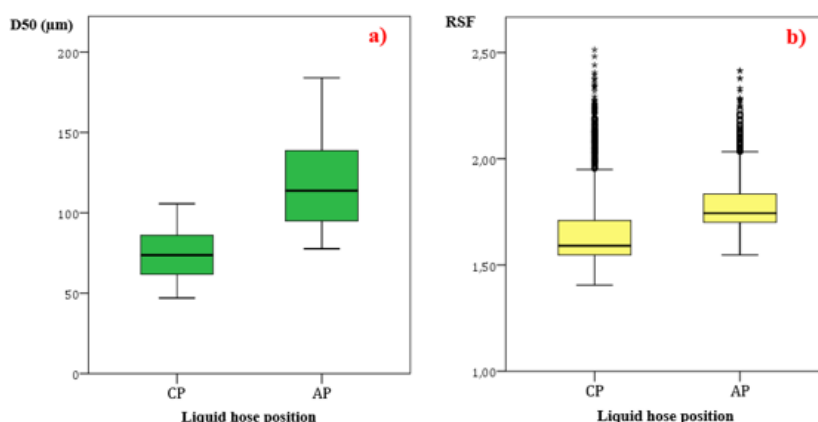 D50 (µm)
a)
200
150
100
50
0
CP
AP
Liquid hose position
RSF
b)
2,50
2,00
1,50
1,00
CP
AP
Liquid hose position